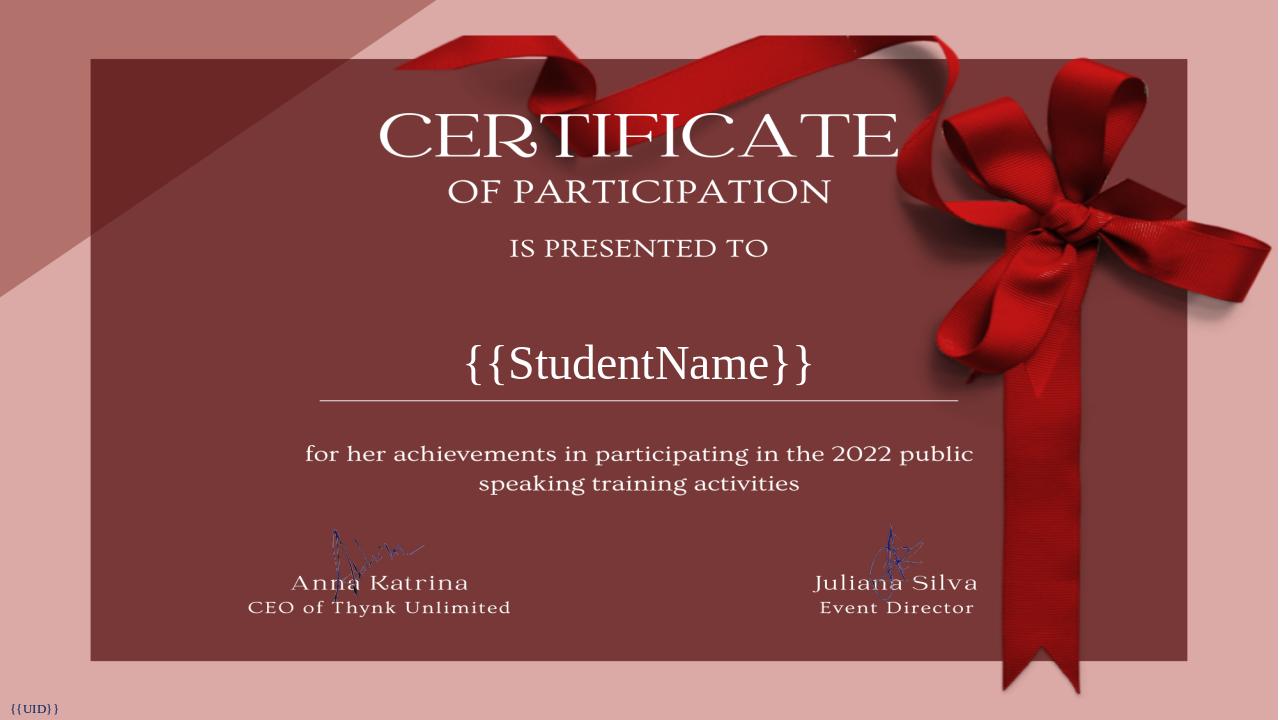 CERTIFICATE
OF PARTICIPATION
IS PRESENTED TO
{{StudentName}}
for her achievements in participating in the 2022 public
speaking training activities
Anna Katrina
CEO of Thynk Unlimited
Juliana Silva
Event Director
{{UID}}